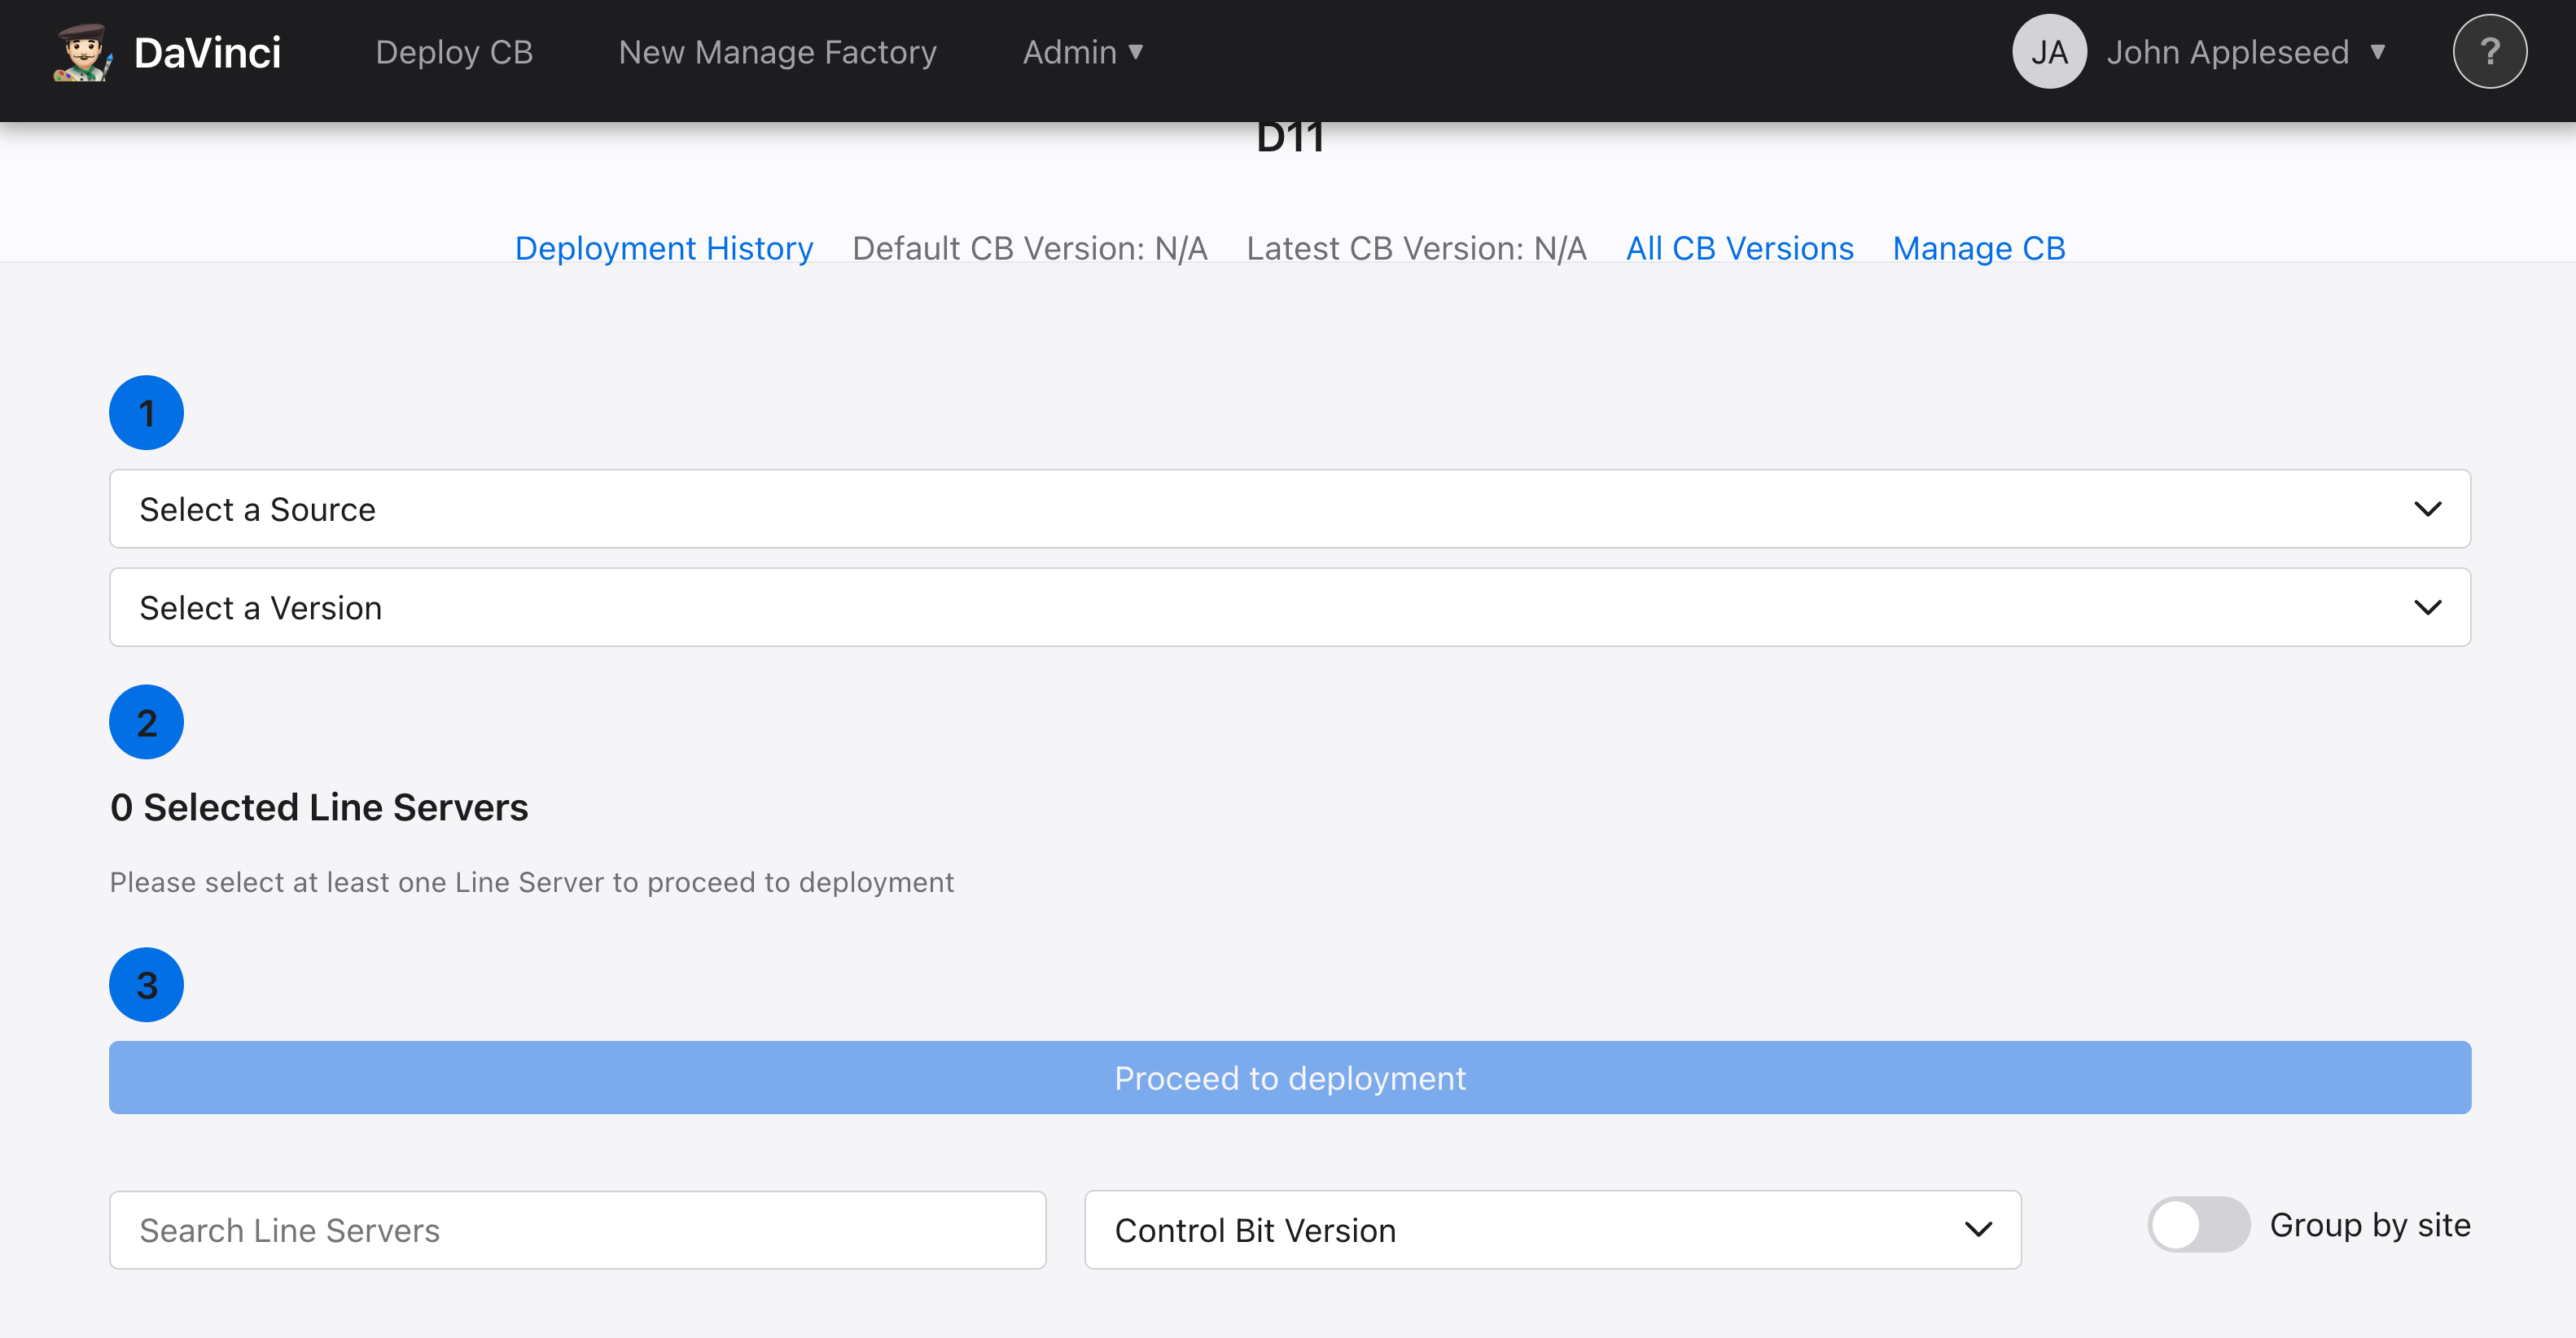 DaVinci Deploy CB New Manage Factory Admin ▼ JA John Appleseed ▼ ?
D11
Deployment History Default CB Version: N/A Latest CB Version: N/A All CB Versions Manage CB
1
Select a Source
Select a Version
2
0 Selected Line Servers
Please select at least one Line Server to proceed to deployment
3
Proceed to deployment
Search Line Servers Control Bit Version Group by site